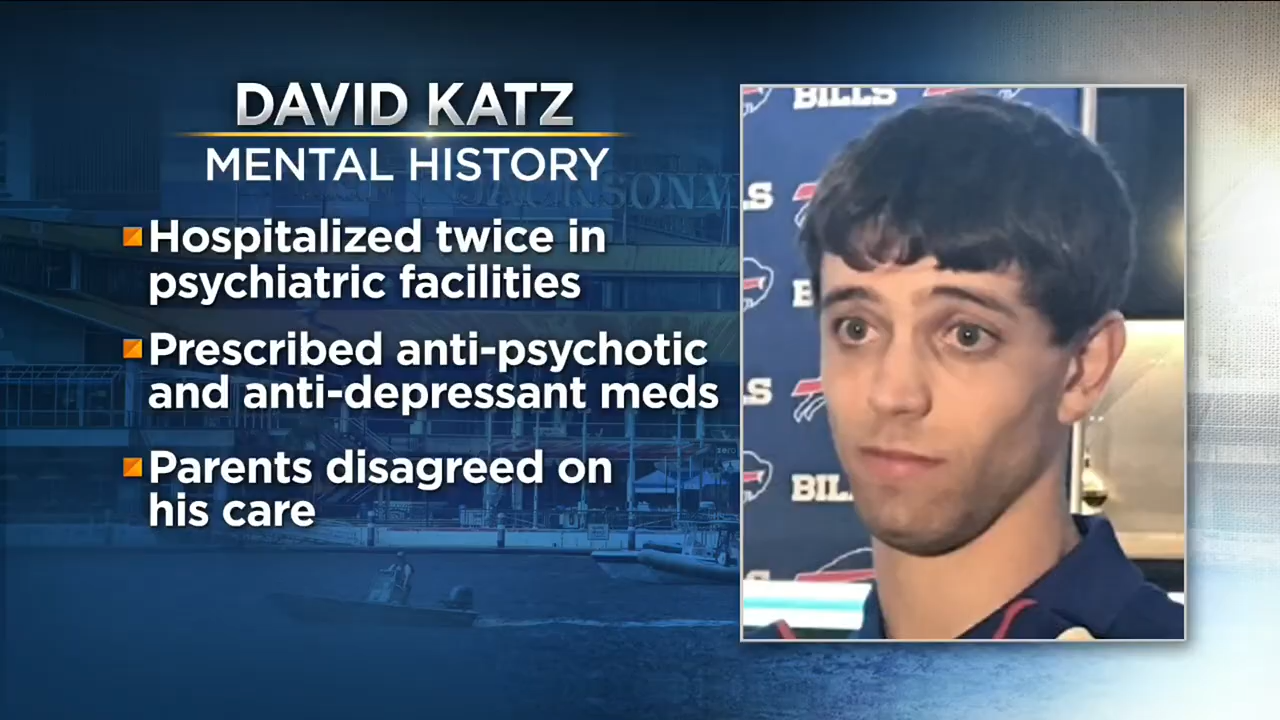 DAVID KATZ
MENTAL HISTORY
Hospitalized twice in
psychiatric facilities
Prescribed anti-psychotic
and anti-depressant meds
Parents disagreed on
his care
BILLS